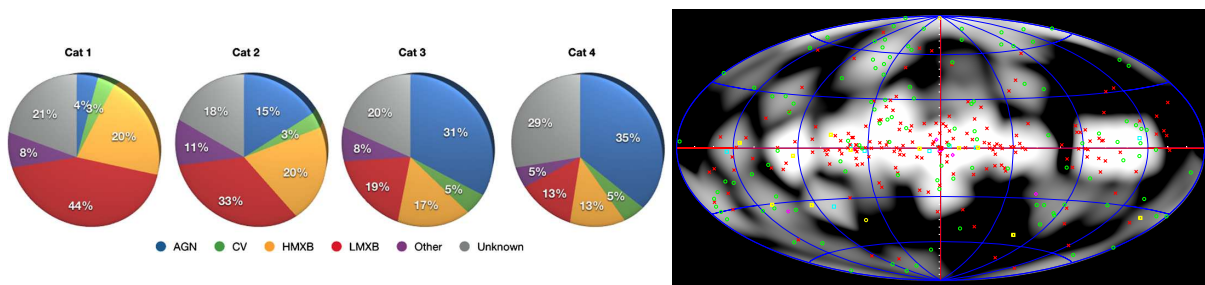 Cat 1
Cat 2
Cat 3
Cat 4
4%
3%
20%
44%
8%
21%
15%
3%
20%
33%
11%
18%
31%
5%
17%
19%
8%
20%
35%
5%
13%
13%
5%
29%
AGN
CV
HMXB
LMXB
Other
Unknown